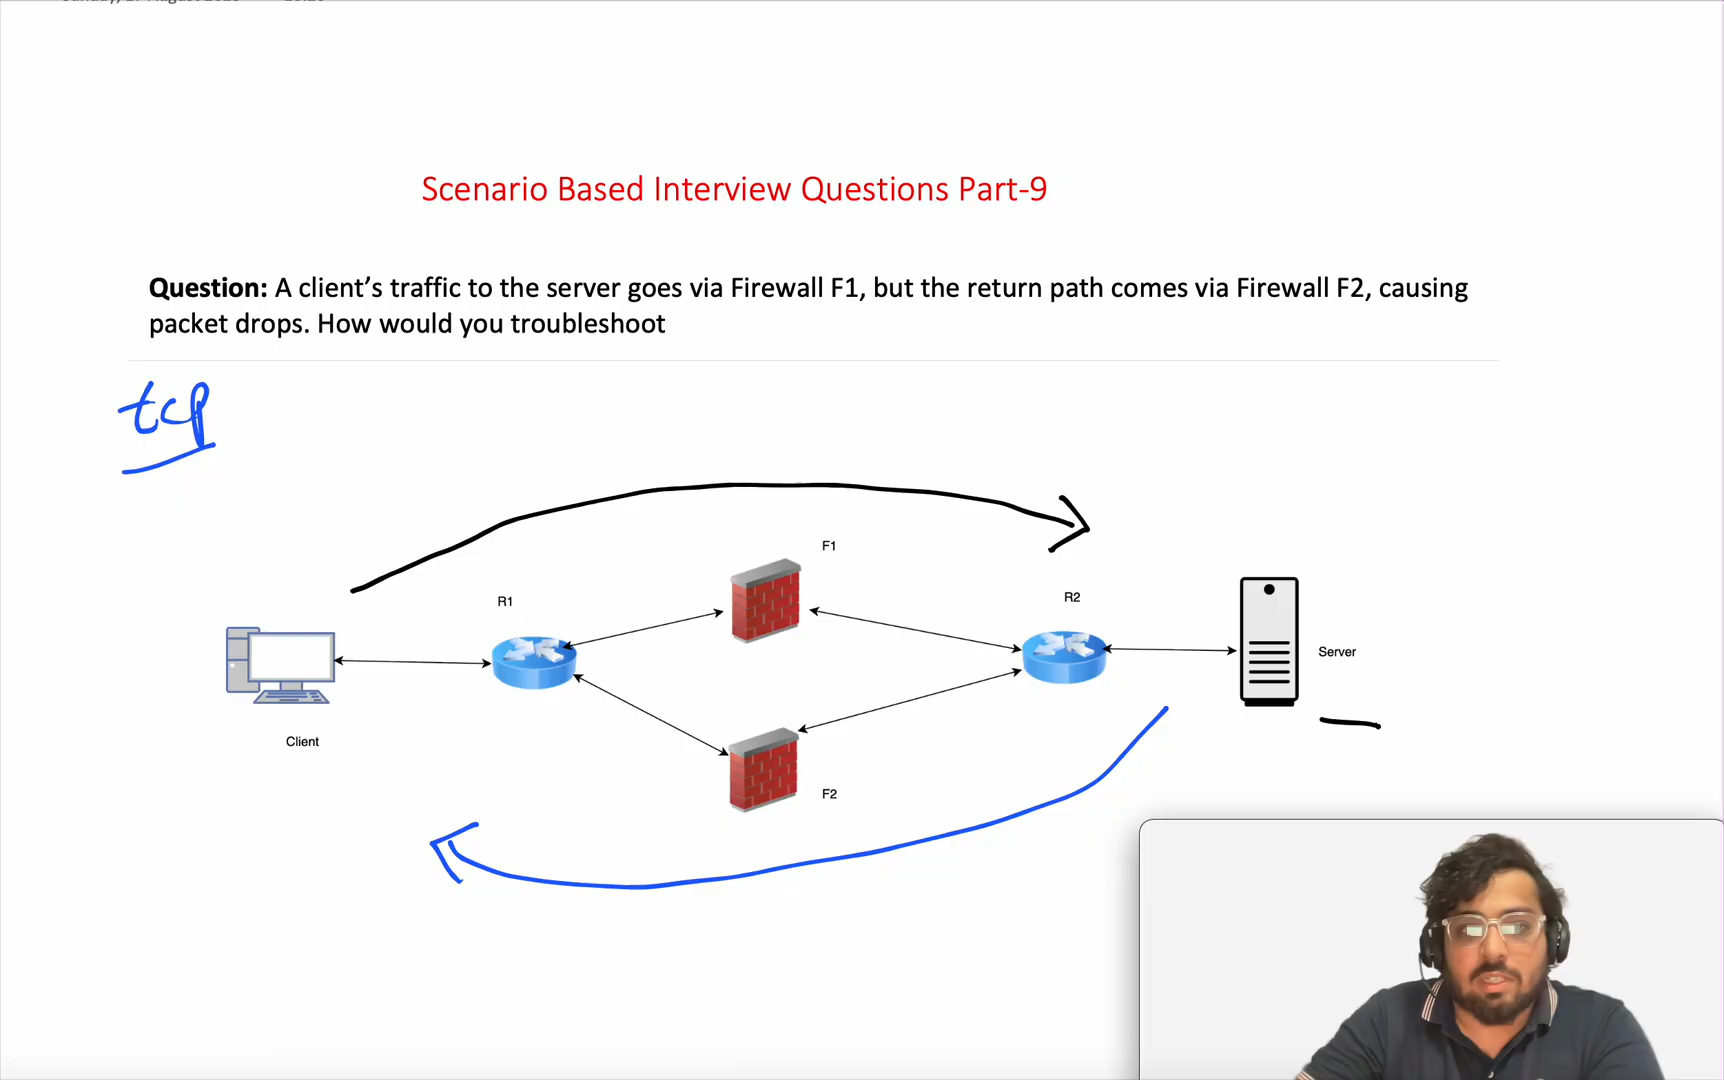 Scenario Based Interview Questions Part-9
Question: A client’s traffic to the server goes via Firewall F1, but the return path comes via Firewall F2, causing
packet drops. How would you troubleshoot
tcp
F1
R1
R2
Server
Client
F2